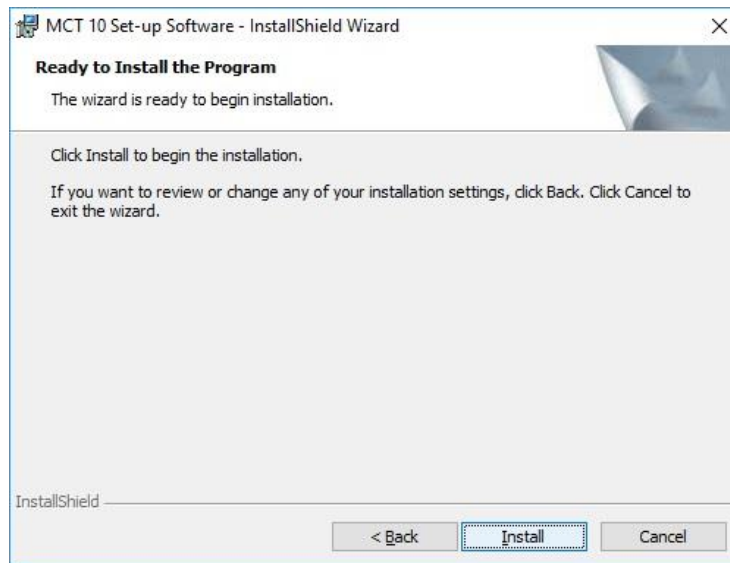 MCT 10 Set-up Software - InstallShield Wizard
Ready to Install the Program
The wizard is ready to begin installation.
Click Install to begin the installation.
If you want to review or change any of your installation settings, click Back. Click Cancel to
exit the wizard.
InstallShield
< Back
Install
Cancel